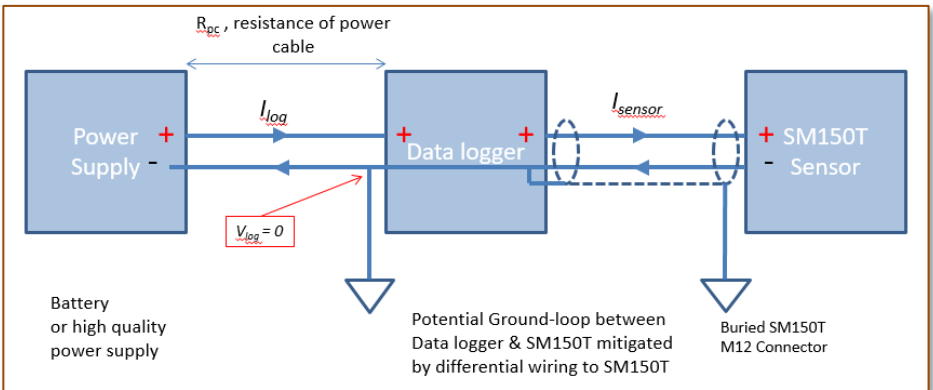 R_pc , resistance of power
cable
I_log
I_sensor
Power
Supply
+
-
+
Data logger
+
+
-
SM150T
Sensor
V_log = 0
Battery
or high quality
power supply
Potential Ground-loop between
Data logger & SM150T mitigated
by differential wiring to SM150T
Buried SM150T
M12 Connector